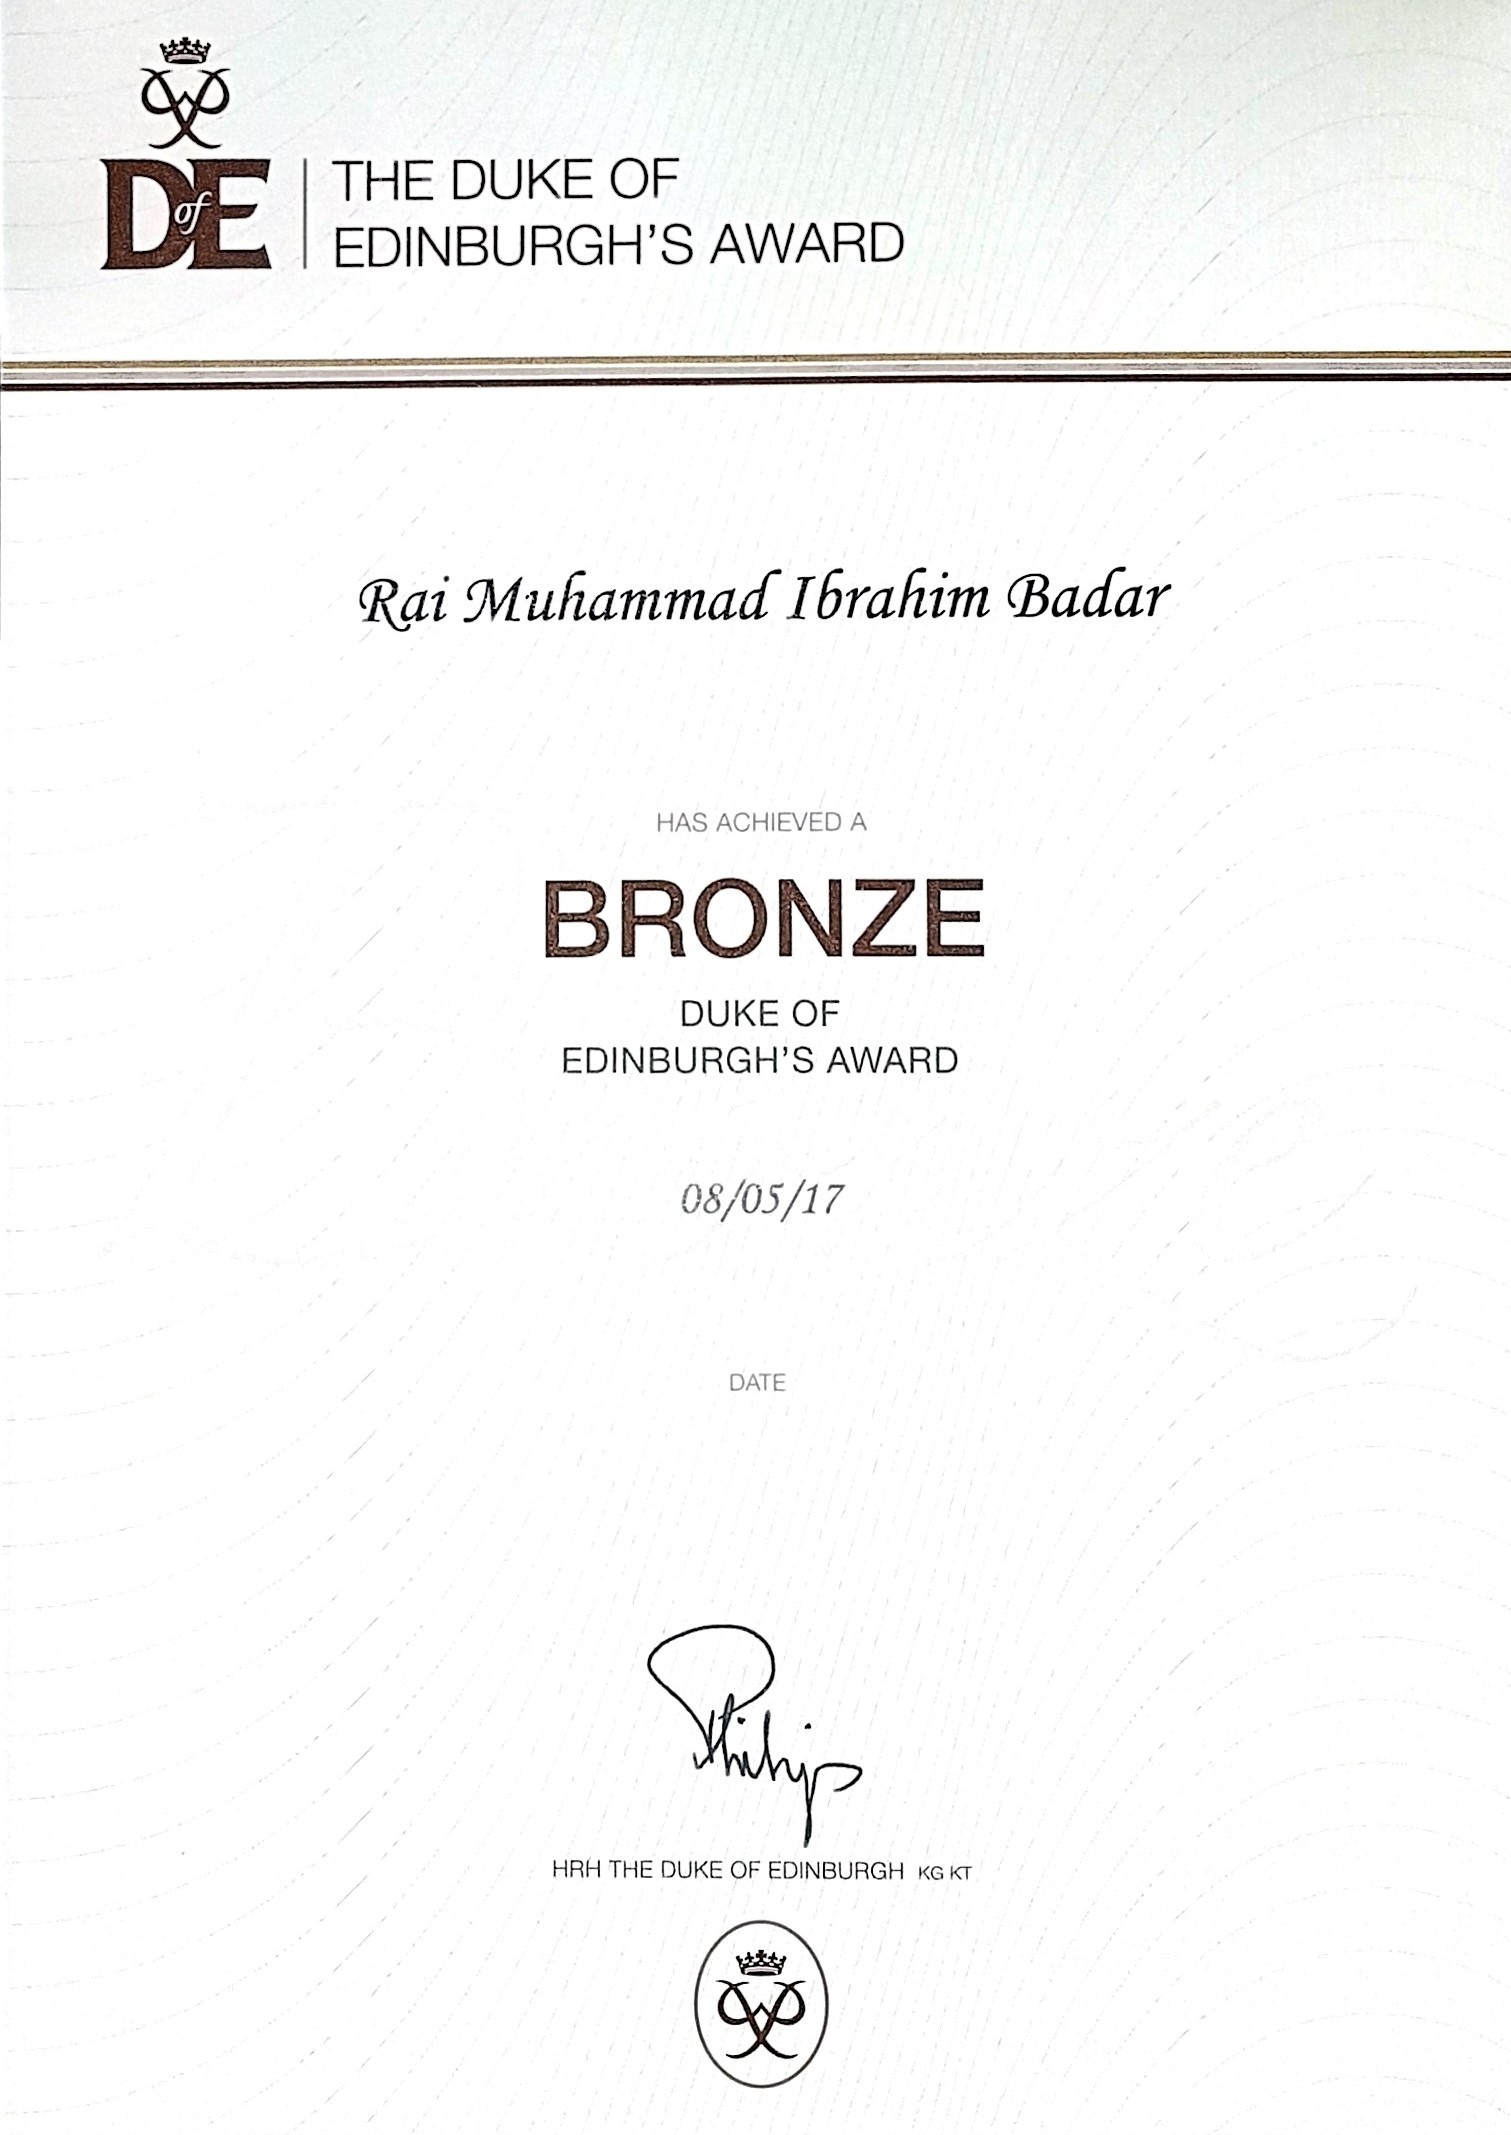 DofE
THE DUKE OF
EDINBURGH'S AWARD
Rai Muhammad Ibrahim Badar
HAS ACHIEVED A
BRONZE
DUKE OF
EDINBURGH'S AWARD
08/05/17
DATE
Philip
HRH THE DUKE OF EDINBURGH KG KT